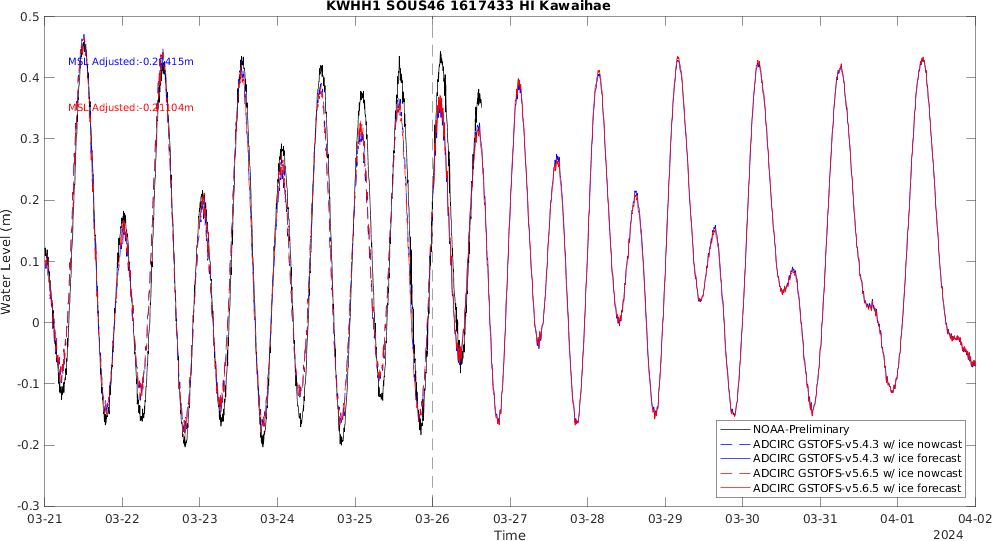 KWHH1 SOUS46 1617433 HI Kawaihae
0.5
0.4
0.3
0.2
0.1
0
-0.1
-0.2
-0.3
Water Level (m)
MSL Adjusted:-0.21415m
MSL Adjusted:-0.21104m
NOAA-Preliminary
ADCIRC GSTOFS-v5.4.3 w/ ice nowcast
ADCIRC GSTOFS-v5.4.3 w/ ice forecast
ADCIRC GSTOFS-v5.6.5 w/ ice nowcast
ADCIRC GSTOFS-v5.6.5 w/ ice forecast
03-21 03-22 03-23 03-24 03-25 03-26 03-27 03-28 03-29 03-30 03-31 04-01 04-02
Time
2024